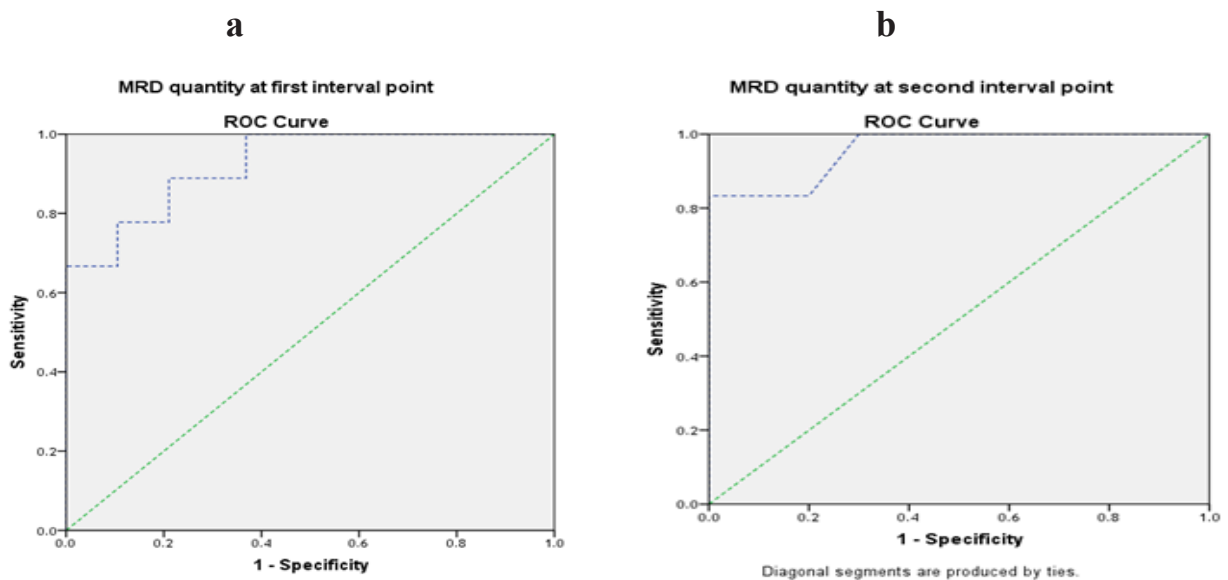 a
MRD quantity at first interval point
ROC Curve
1.0
0.8
0.6
0.4
0.2
0.0
Sensitivity
0.0 0.2 0.4 0.6 0.8 1.0
1 - Specificity
b
MRD quantity at second interval point
ROC Curve
1.0
0.8
0.6
0.4
0.2
0.0
Sensitivity
0.0 0.2 0.4 0.6 0.8 1.0
1 - Specificity
Diagonal segments are produced by ties.